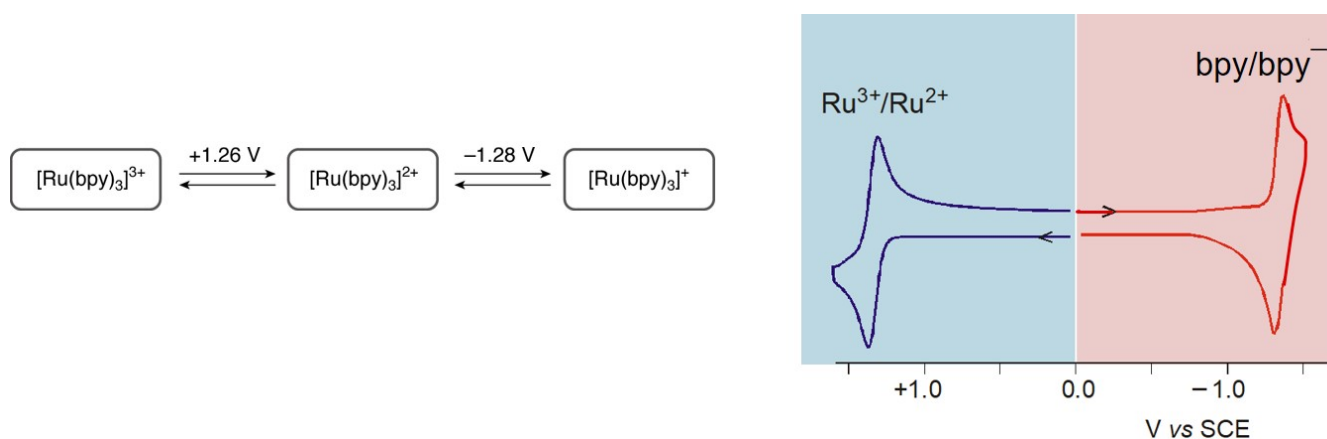 +1.26 V
−1.28 V
[Ru(bpy)₃]³⁺
[Ru(bpy)₃]²⁺
[Ru(bpy)₃]⁺
bpy/bpy⁻
Ru³⁺/Ru²⁺
+1.0
0.0
−1.0
V vs SCE